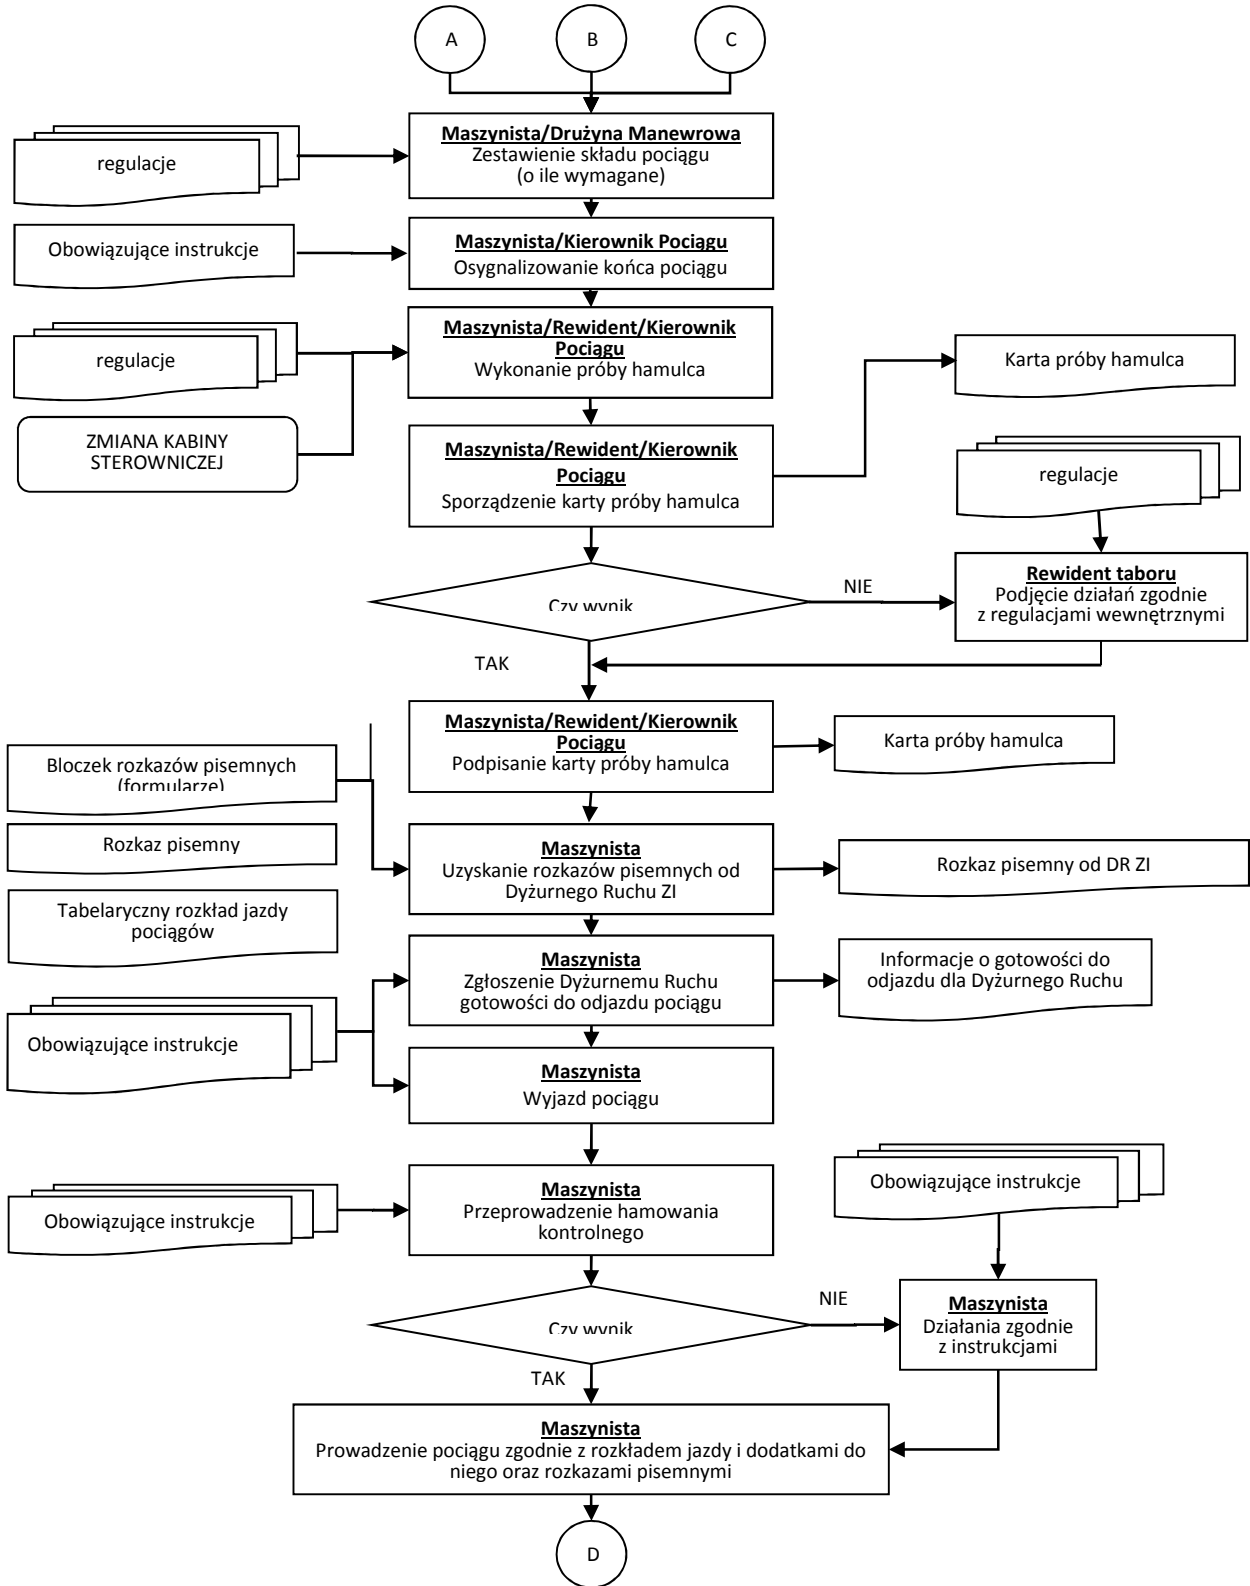 A
B
C
Maszynista/Drużyna Manewrowa
Zestawienie składu pociągu
(o ile wymagane)
regulacje
Maszynista/Kierownik Pociągu
Osygnalizowanie końca pociągu
Obowiązujące instrukcje
Maszynista/Rewident/Kierownik
Pociągu
Wykonanie próby hamulca
regulacje
Karta próby hamulca
ZMIANA KABINY
STEROWNICZEJ
Maszynista/Rewident/Kierownik
Pociągu
Sporządzenie karty próby hamulca
regulacje
Czy wynik
NIE
Rewident taboru
Podjęcie działań zgodnie
z regulacjami wewnętrznymi
TAK
Maszynista/Rewident/Kierownik
Pociągu
Podpisanie karty próby hamulca
Karta próby hamulca
Bloczek rozkazów pisemnych
(formularze)
Rozkaz pisemny
Maszynista
Uzyskanie rozkazów pisemnych od
Dyżurnego Ruchu ZI
Rozkaz pisemny od DR ZI
Tabelaryczny rozkład jazdy
pociągów
Maszynista
Zgłoszenie Dyżurnemu Ruchu
gotowości do odjazdu pociągu
Informacje o gotowości do
odjazdu dla Dyżurnego Ruchu
Obowiązujące instrukcje
Maszynista
Wyjazd pociągu
Maszynista
Przeprowadzenie hamowania
kontrolnego
Obowiązujące instrukcje
Obowiązujące instrukcje
Czy wynik
NIE
Maszynista
Działania zgodnie
z instrukcjami
TAK
Maszynista
Prowadzenie pociągu zgodnie z rozkładem jazdy i dodatkami do
niego oraz rozkazami pisemnymi
D